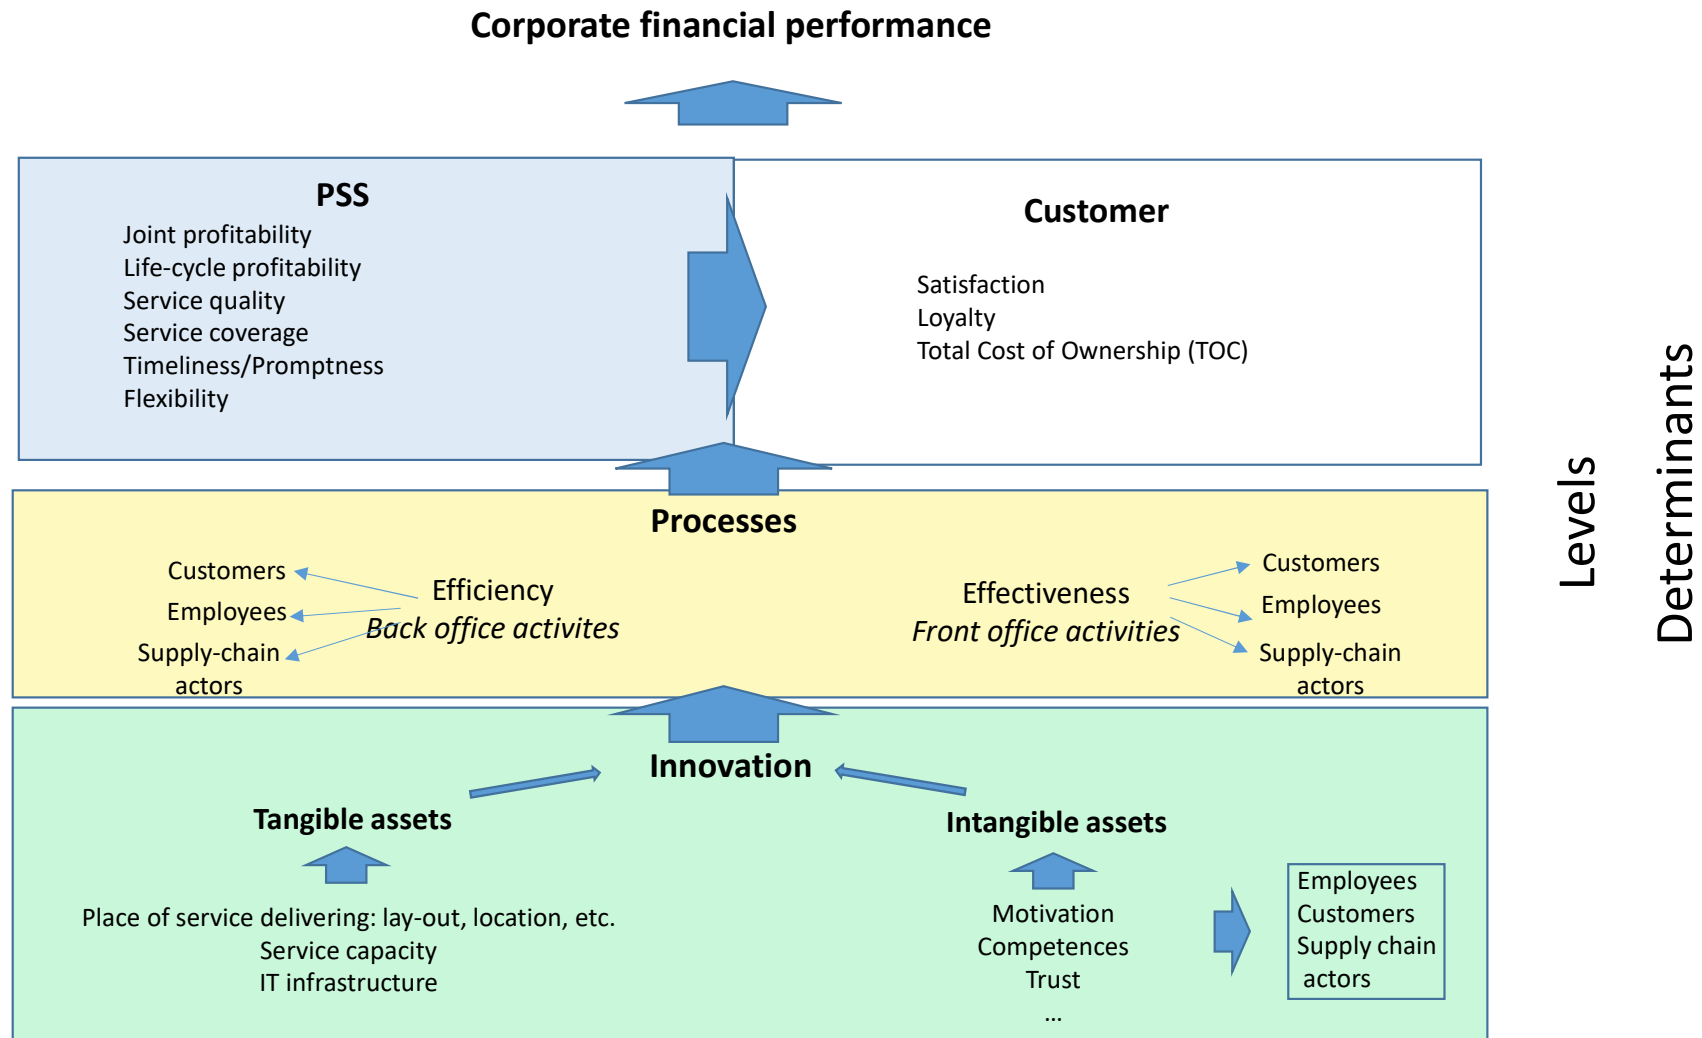 Corporate financial performance
PSS
Joint profitability
Life-cycle profitability
Service quality
Service coverage
Timeliness/Promptness
Flexibility
Customer
Satisfaction
Loyalty
Total Cost of Ownership (TOC)
Processes
Customers
Employees
Supply-chain
actors
Efficiency
Back office activites
Effectiveness
Front office activities
Customers
Employees
Supply-chain
actors
Innovation
Tangible assets
Place of service delivering: lay-out, location, etc.
Service capacity
IT infrastructure
Intangible assets
Motivation
Competences
Trust
...
Employees
Customers
Supply chain
actors
Levels
Determinants